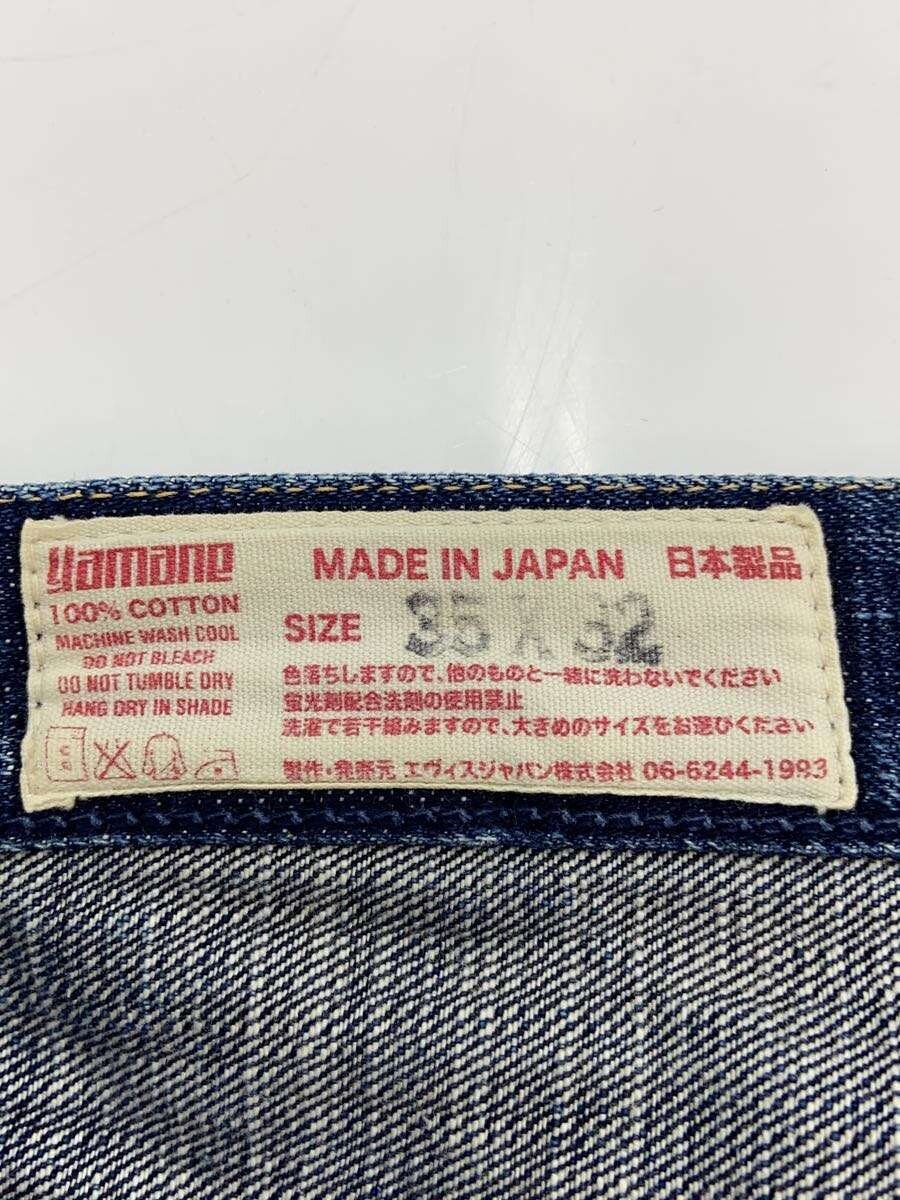 yamane
100% COTTON
MACHINE WASH COOL
DO NOT BLEACH
DO NOT TUMBLE DRY
HANG DRY IN SHADE
MADE IN JAPAN 日本製品
SIZE 35 X 32
色落ちしますので、他のものと一緒に洗わないでください
蛍光剤配合洗剤の使用禁止
洗濯で若干縮みますので、大きめのサイズをお選びください
製作・発売元 エヴィスジャパン株式会社 06-6244-1993